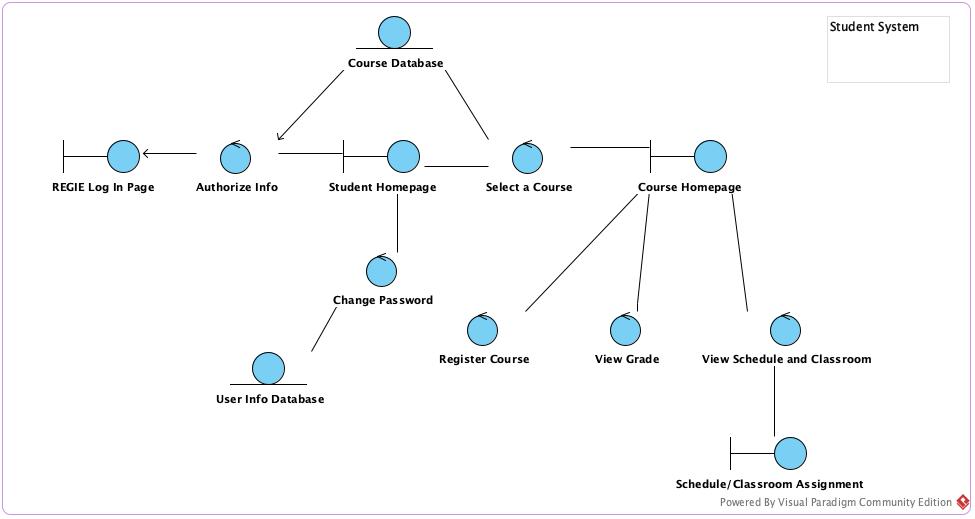 Student System
Course Database
REGIE Log In Page
Authorize Info
Student Homepage
Select a Course
Course Homepage
Change Password
Register Course
View Grade
View Schedule and Classroom
User Info Database
Schedule/Classroom Assignment
Powered By Visual Paradigm Community Edition